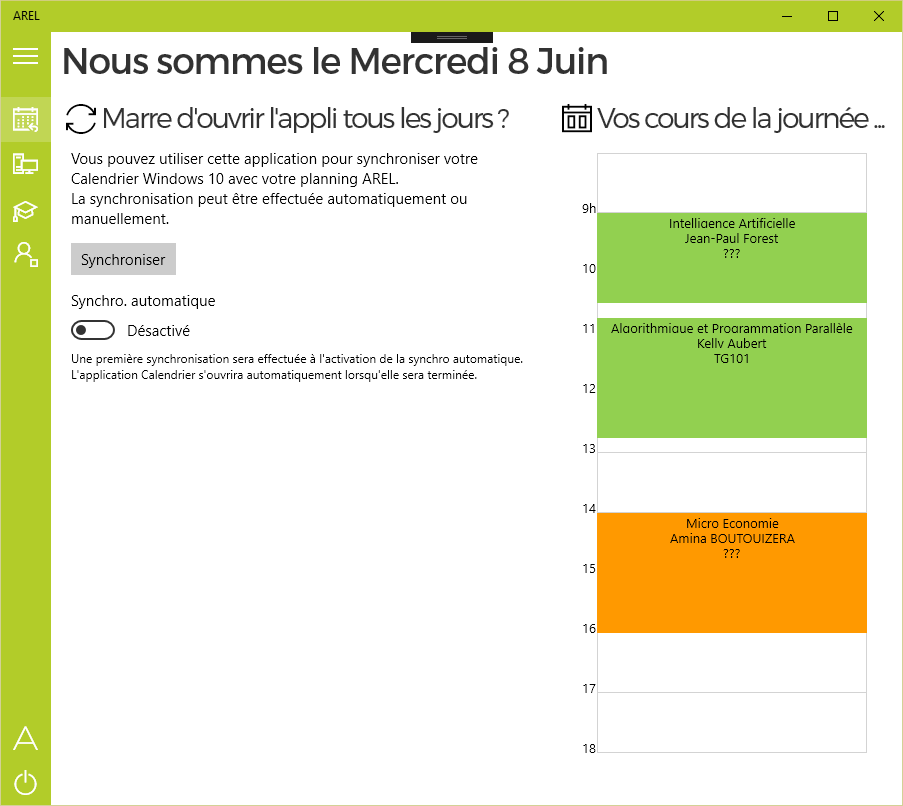 AREL
Nous sommes le Mercredi 8 Juin
Marre d'ouvrir l'appli tous les jours ?
Vous pouvez utiliser cette application pour synchroniser votre
Calendrier Windows 10 avec votre planning AREL.
La synchronisation peut être effectuée automatiquement ou
manuellement.
Synchroniser
Synchro. automatique
Désactivé
Une première synchronisation sera effectuée à l'activation de la synchro automatique.
L'application Calendrier s'ouvrira automatiquement lorsqu'elle sera terminée.
Vos cours de la journée ...
9h
Intelligence Artificielle
Jean-Paul Forest
???
10
11
Algorithmique et Programmation Parallèle
Kelly Aubert
TG101
12
13
14
Micro Economie
Amina BOUTOUIZERA
???
15
16
17
18